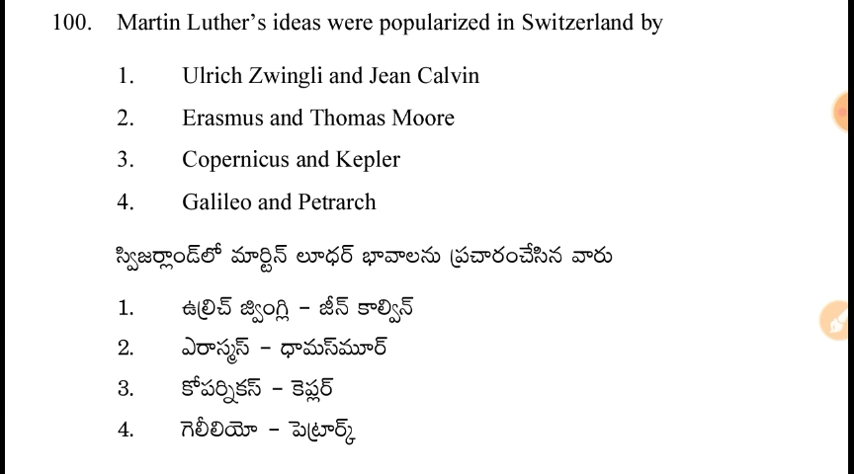 100. Martin Luther's ideas were popularized in Switzerland by
1. Ulrich Zwingli and Jean Calvin
2. Erasmus and Thomas Moore
3. Copernicus and Kepler
4. Galileo and Petrarch
స్విజర్లాండ్‌లో మార్టిన్ లూథర్ భావాలను ప్రచారంచేసిన వారు
1. ఉల్రిచ్ జ్వింగ్లి – జీన్ కాల్విన్
2. ఎరాస్మస్ – థామస్‌మూర్
3. కోపర్నికస్ – కెప్లర్
4. గెలీలియో – పెట్రార్క్